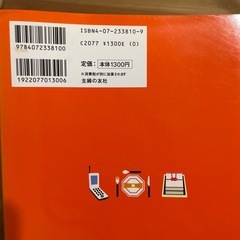 ISBN4-07-233810-9
C2077 ¥1300E (0)
9784072338100
定価：本体1300円
※消費税が別に加算されます
主婦の友社
1922077013006